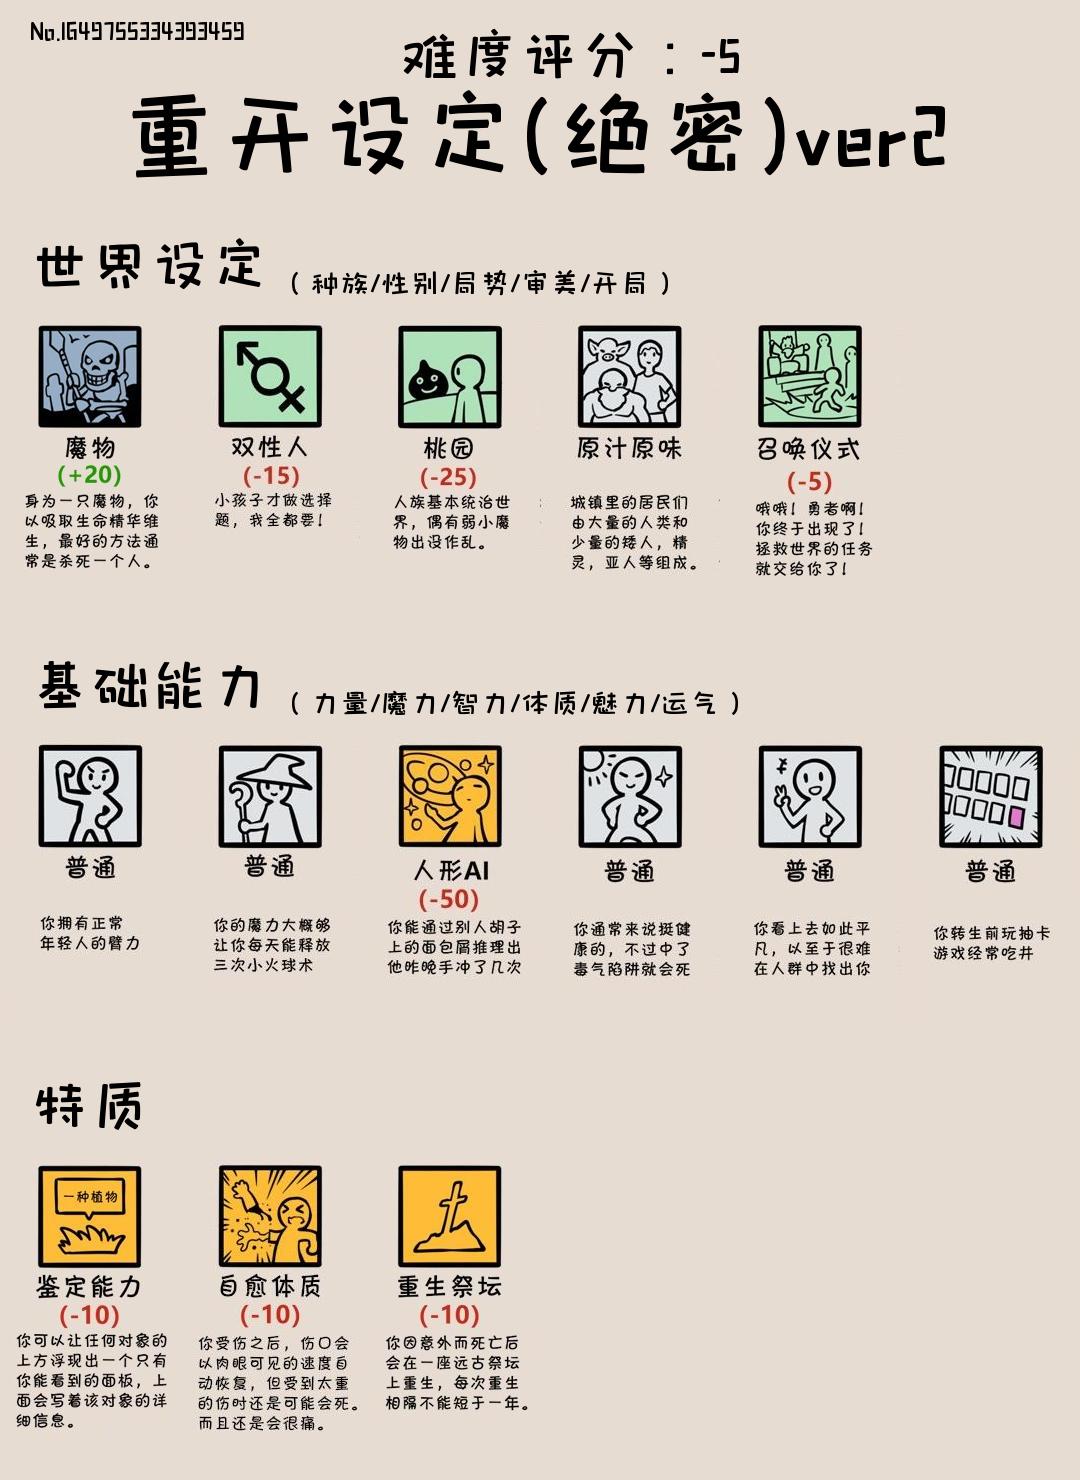 No.1649755334393459
难度评分：-5
重开设定(绝密)ver2
世界设定
( 种族/性别/局势/审美/开局 )
魔物
(+20)
身为一只魔物，你
以吸取生命精华维
生，最好的方法通
常是杀死一个人。
双性人
(-15)
小孩子才做选择
题，我全都要！
桃园
(-25)
人族基本统治世
界，偶有弱小魔
物出没作乱。
原汁原味
城镇里的居民们
由大量的人类和
少量的矮人，精
灵，亚人等组成。
召唤仪式
(-5)
哦哦！勇者啊！
你终于出现了！
拯救世界的任务
就交给你了！
基础能力
( 力量/魔力/智力/体质/魅力/运气 )
普通
你拥有正常
年轻人的臂力
普通
你的魔力大概够
让你每天能释放
三次小火球术
人形AI
(-50)
你能通过别人胡子
上的面包屑推理出
他昨晚手冲了几次
普通
你通常来说挺健
康的，不过中了
毒气陷阱就会死
普通
你看上去如此平
凡，以至于很难
在人群中找出你
普通
你转生前玩抽卡
游戏经常吃井
特质
一种植物
鉴定能力
(-10)
你可以让任何对象的
上方浮现出一个只有
你能看到的面板，上
面会写着该对象的详
细信息。
自愈体质
(-10)
你受伤之后，伤口会
以肉眼可见的速度自
动恢复，但受到太重
的伤时还是可能会死。
而且还是会很痛。
重生祭坛
(-10)
你因意外而死亡后
会在一座远古祭坛
上重生，每次重生
相隔不能短于一年。